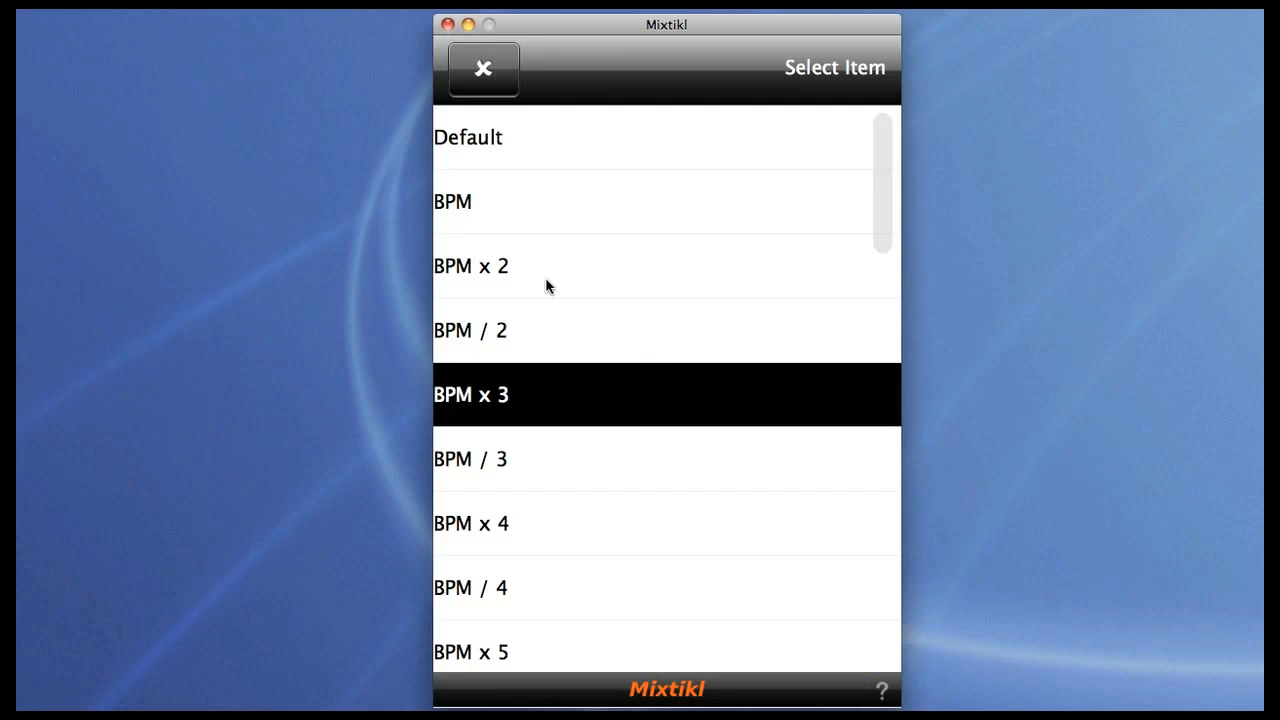 Mixtikl
Select Item
Default
BPM
BPM x 2
BPM / 2
BPM x 3
BPM / 3
BPM x 4
BPM / 4
BPM x 5
Mixtikl
?